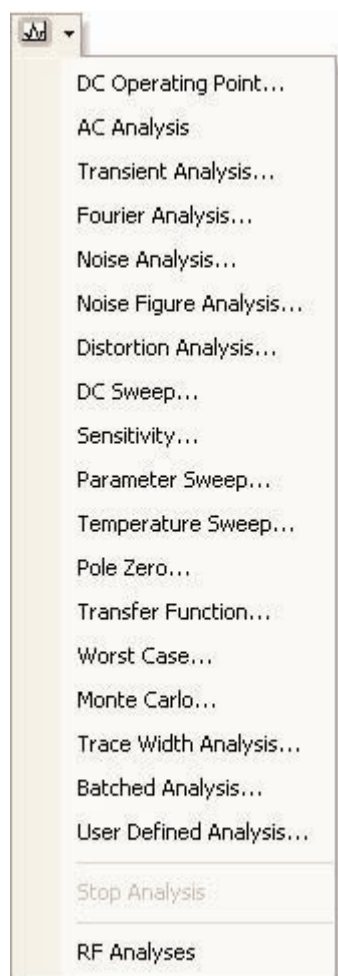 DC Operating Point...
AC Analysis
Transient Analysis...
Fourier Analysis...
Noise Analysis...
Noise Figure Analysis...
Distortion Analysis...
DC Sweep...
Sensitivity...
Parameter Sweep...
Temperature Sweep...
Pole Zero...
Transfer Function...
Worst Case...
Monte Carlo...
Trace Width Analysis...
Batched Analysis...
User Defined Analysis...
Stop Analysis
RF Analyses